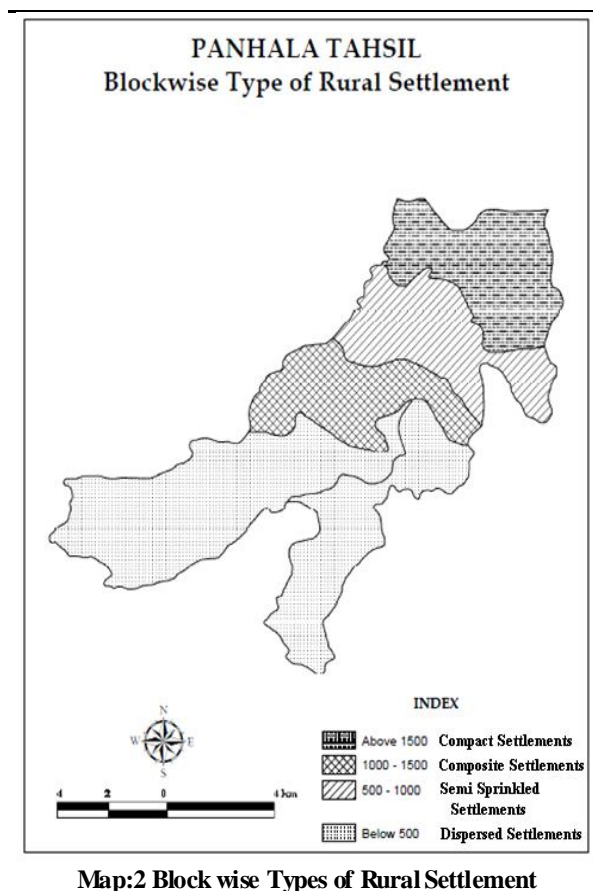 PANHALA TAHSIL
Blockwise Type of Rural Settlement
N
W E
S
4 2 0 4 km
INDEX
Above 1500 Compact Settlements
1000 - 1500 Composite Settlements
500 - 1000 Semi Sprinkled
Settlements
Below 500 Dispersed Settlements
Map:2 Block wise Types of Rural Settlement